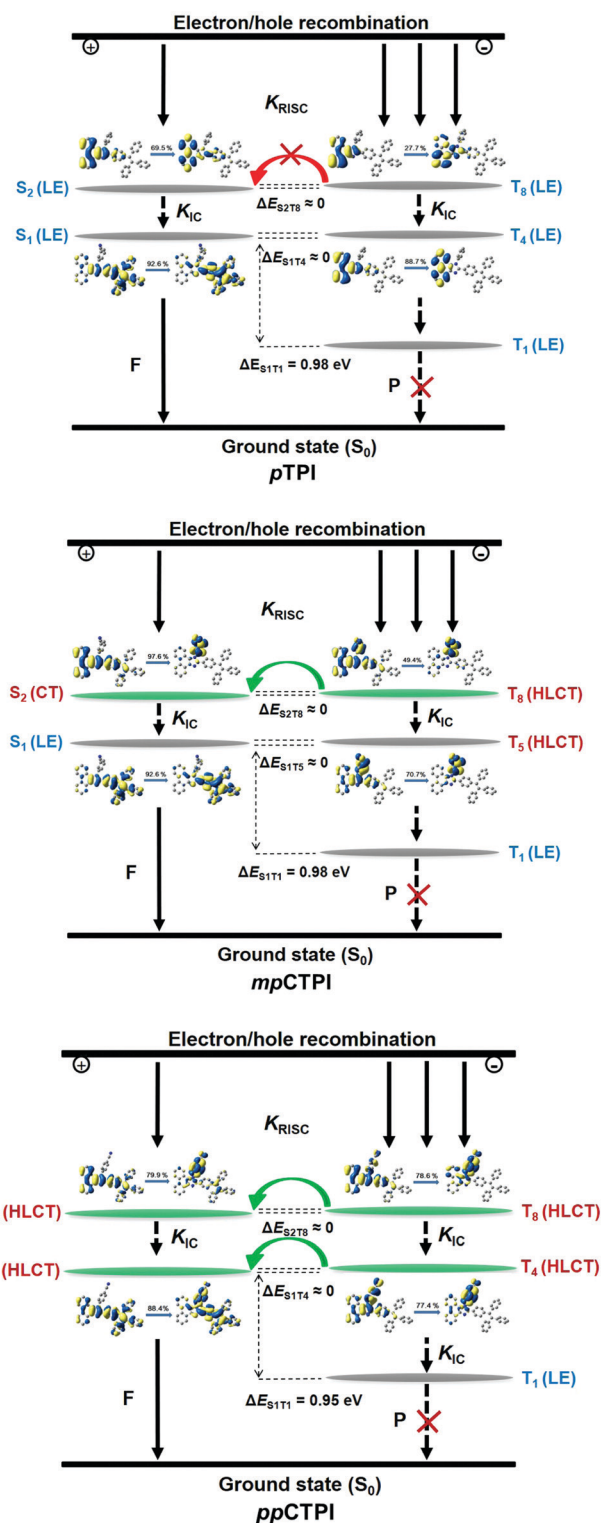 Electron/hole recombination
+
-
K_RISC
69.5 %
27.7 %
S₂ (LE)
T₈ (LE)
ΔE_S2T8 ≈ 0
K_IC
K_IC
S₁ (LE)
T₄ (LE)
ΔE_S1T4 ≈ 0
92.6 %
88.7 %
T₁ (LE)
F
ΔE_S1T1 = 0.98 eV
P
Ground state (S₀)
pTPI
Electron/hole recombination
+
-
K_RISC
97.6 %
49.4%
S₂ (CT)
T₈ (HLCT)
ΔE_S2T8 ≈ 0
K_IC
K_IC
S₁ (LE)
T₅ (HLCT)
ΔE_S1T5 ≈ 0
92.6 %
70.7%
T₁ (LE)
F
ΔE_S1T1 = 0.98 eV
P
Ground state (S₀)
mpCTPI
Electron/hole recombination
+
-
K_RISC
79.9 %
78.6 %
(HLCT)
T₈ (HLCT)
ΔE_S2T8 ≈ 0
K_IC
K_IC
(HLCT)
T₄ (HLCT)
ΔE_S1T4 ≈ 0
88.4%
77.4 %
K_IC
T₁ (LE)
F
ΔE_S1T1 = 0.95 eV
P
Ground state (S₀)
ppCTPI